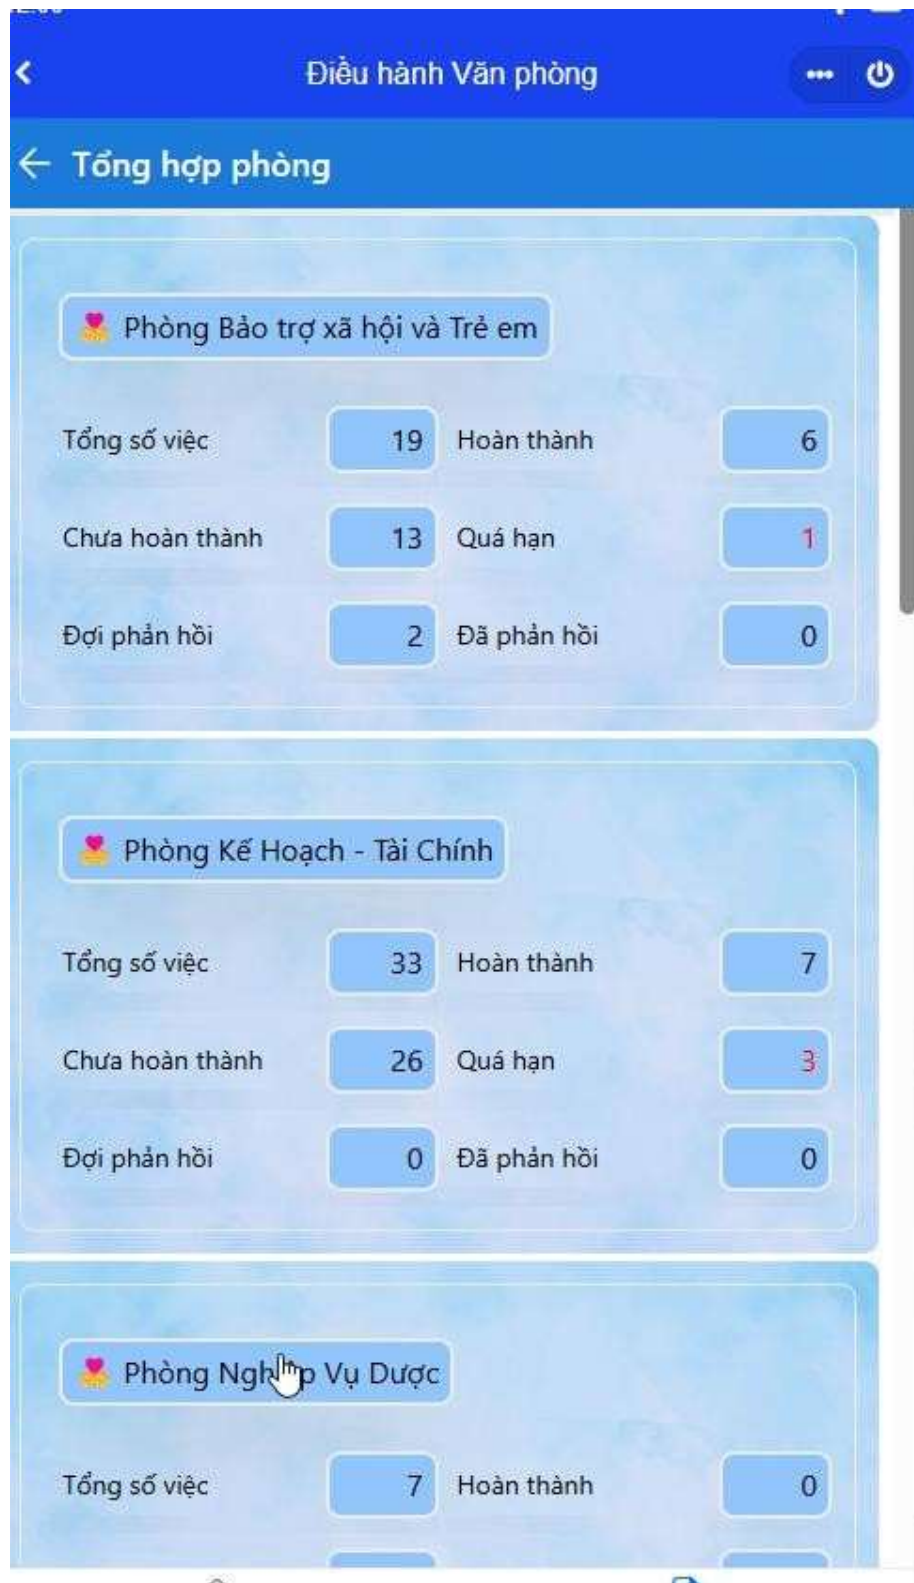 Điều hành Văn phòng
Tổng hợp phòng
Phòng Bảo trợ xã hội và Trẻ em
Tổng số việc 19 Hoàn thành 6
Chưa hoàn thành 13 Quá hạn 1
Đợi phản hồi 2 Đã phản hồi 0
Phòng Kế Hoạch - Tài Chính
Tổng số việc 33 Hoàn thành 7
Chưa hoàn thành 26 Quá hạn 3
Đợi phản hồi 0 Đã phản hồi 0
Phòng Nghiệp Vụ Dược
Tổng số việc 7 Hoàn thành 0